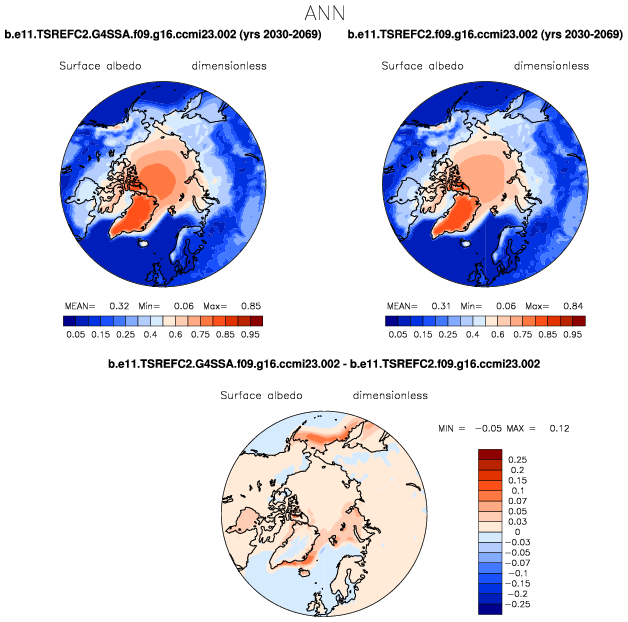 ANN
b.e11.TSREFC2.G4SSA.f09.g16.ccmi23.002 (yrs 2030-2069)
b.e11.TSREFC2.f09.g16.ccmi23.002 (yrs 2030-2069)
Surface albedo dimensionless
Surface albedo dimensionless
MEAN= 0.32 Min= 0.06 Max= 0.85
MEAN= 0.31 Min= 0.06 Max= 0.84
0.05 0.15 0.25 0.4 0.6 0.75 0.85 0.95
0.05 0.15 0.25 0.4 0.6 0.75 0.85 0.95
b.e11.TSREFC2.G4SSA.f09.g16.ccmi23.002 - b.e11.TSREFC2.f09.g16.ccmi23.002
Surface albedo dimensionless
MIN = -0.05 MAX = 0.12
0.25
0.2
0.15
0.1
0.07
0.05
0.03
0
-0.03
-0.05
-0.07
-0.1
-0.15
-0.2
-0.25